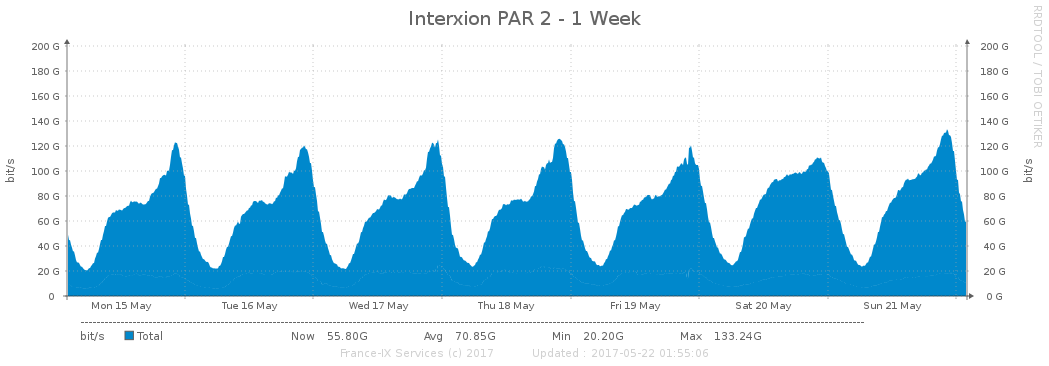 Interxion PAR 2 - 1 Week
RRDTOOL / TOBI OETIKER
200 G 200 G
180 G 180 G
160 G 160 G
140 G 140 G
120 G 120 G
100 G 100 G
80 G 80 G
60 G 60 G
40 G 40 G
20 G 20 G
0 0 G
bit/s
bit/s
Mon 15 May Tue 16 May Wed 17 May Thu 18 May Fri 19 May Sat 20 May Sun 21 May
bit/s Total Now 55.80G Avg 70.85G Min 20.20G Max 133.24G
France-IX Services (c) 2017 Updated : 2017-05-22 01:55:06